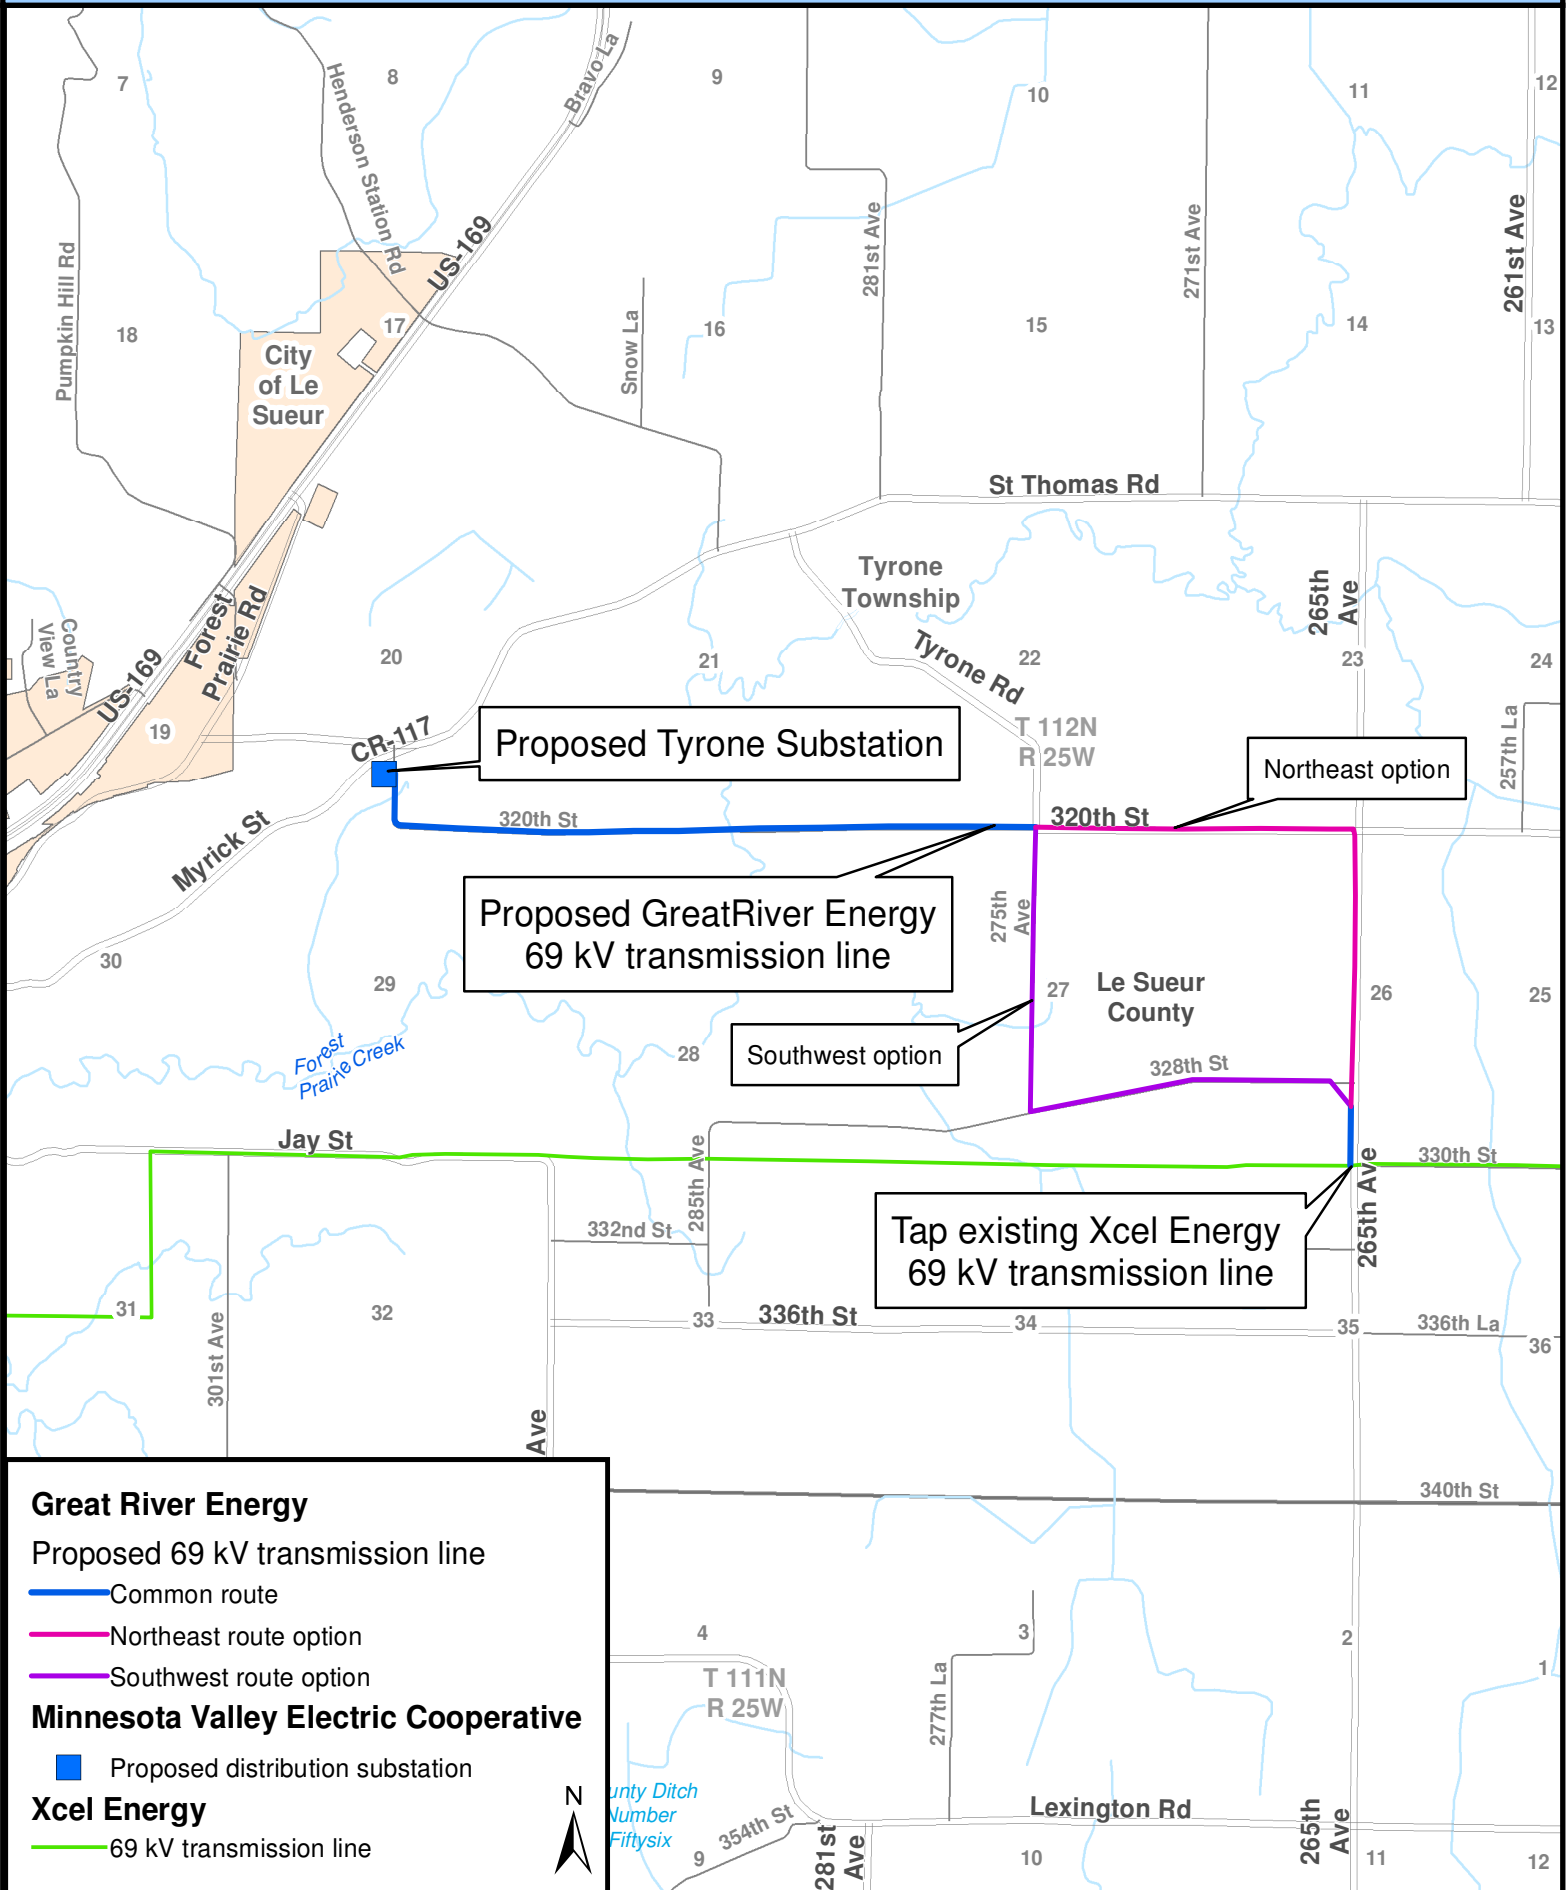 7
8
9
10
11
12
Bravo La
Henderson Station Rd
US-169
Pumpkin Hill Rd
281st Ave
271st Ave
261st Ave
18
17
16
15
14
13
Snow La
City
of Le
Sueur
St Thomas Rd
Tyrone
Township
265th
Ave
Forest
Prairie Rd
Country
View La
US-169
20
21
22
23
24
Tyrone Rd
19
CR-117
Proposed Tyrone Substation
T 112N
R 25W
257th La
Northeast option
320th St
320th St
Myrick St
Proposed GreatRiver Energy
69 kV transmission line
275th
Ave
30
29
27
Le Sueur
County
26
25
Forest
Prairie Creek
28
Southwest option
328th St
Jay St
285th Ave
330th St
265th Ave
332nd St
Tap existing Xcel Energy
69 kV transmission line
31
32
33
336th St
34
35
336th La
36
301st Ave
Ave
340th St
Great River Energy
Proposed 69 kV transmission line
Common route
Northeast route option
Southwest route option
Minnesota Valley Electric Cooperative
Proposed distribution substation
Xcel Energy
69 kV transmission line
N
4
3
2
1
T 111N
R 25W
277th La
unty Ditch
Number
Fiftysix
354th St
Lexington Rd
281st
Ave
265th
Ave
9
10
11
12